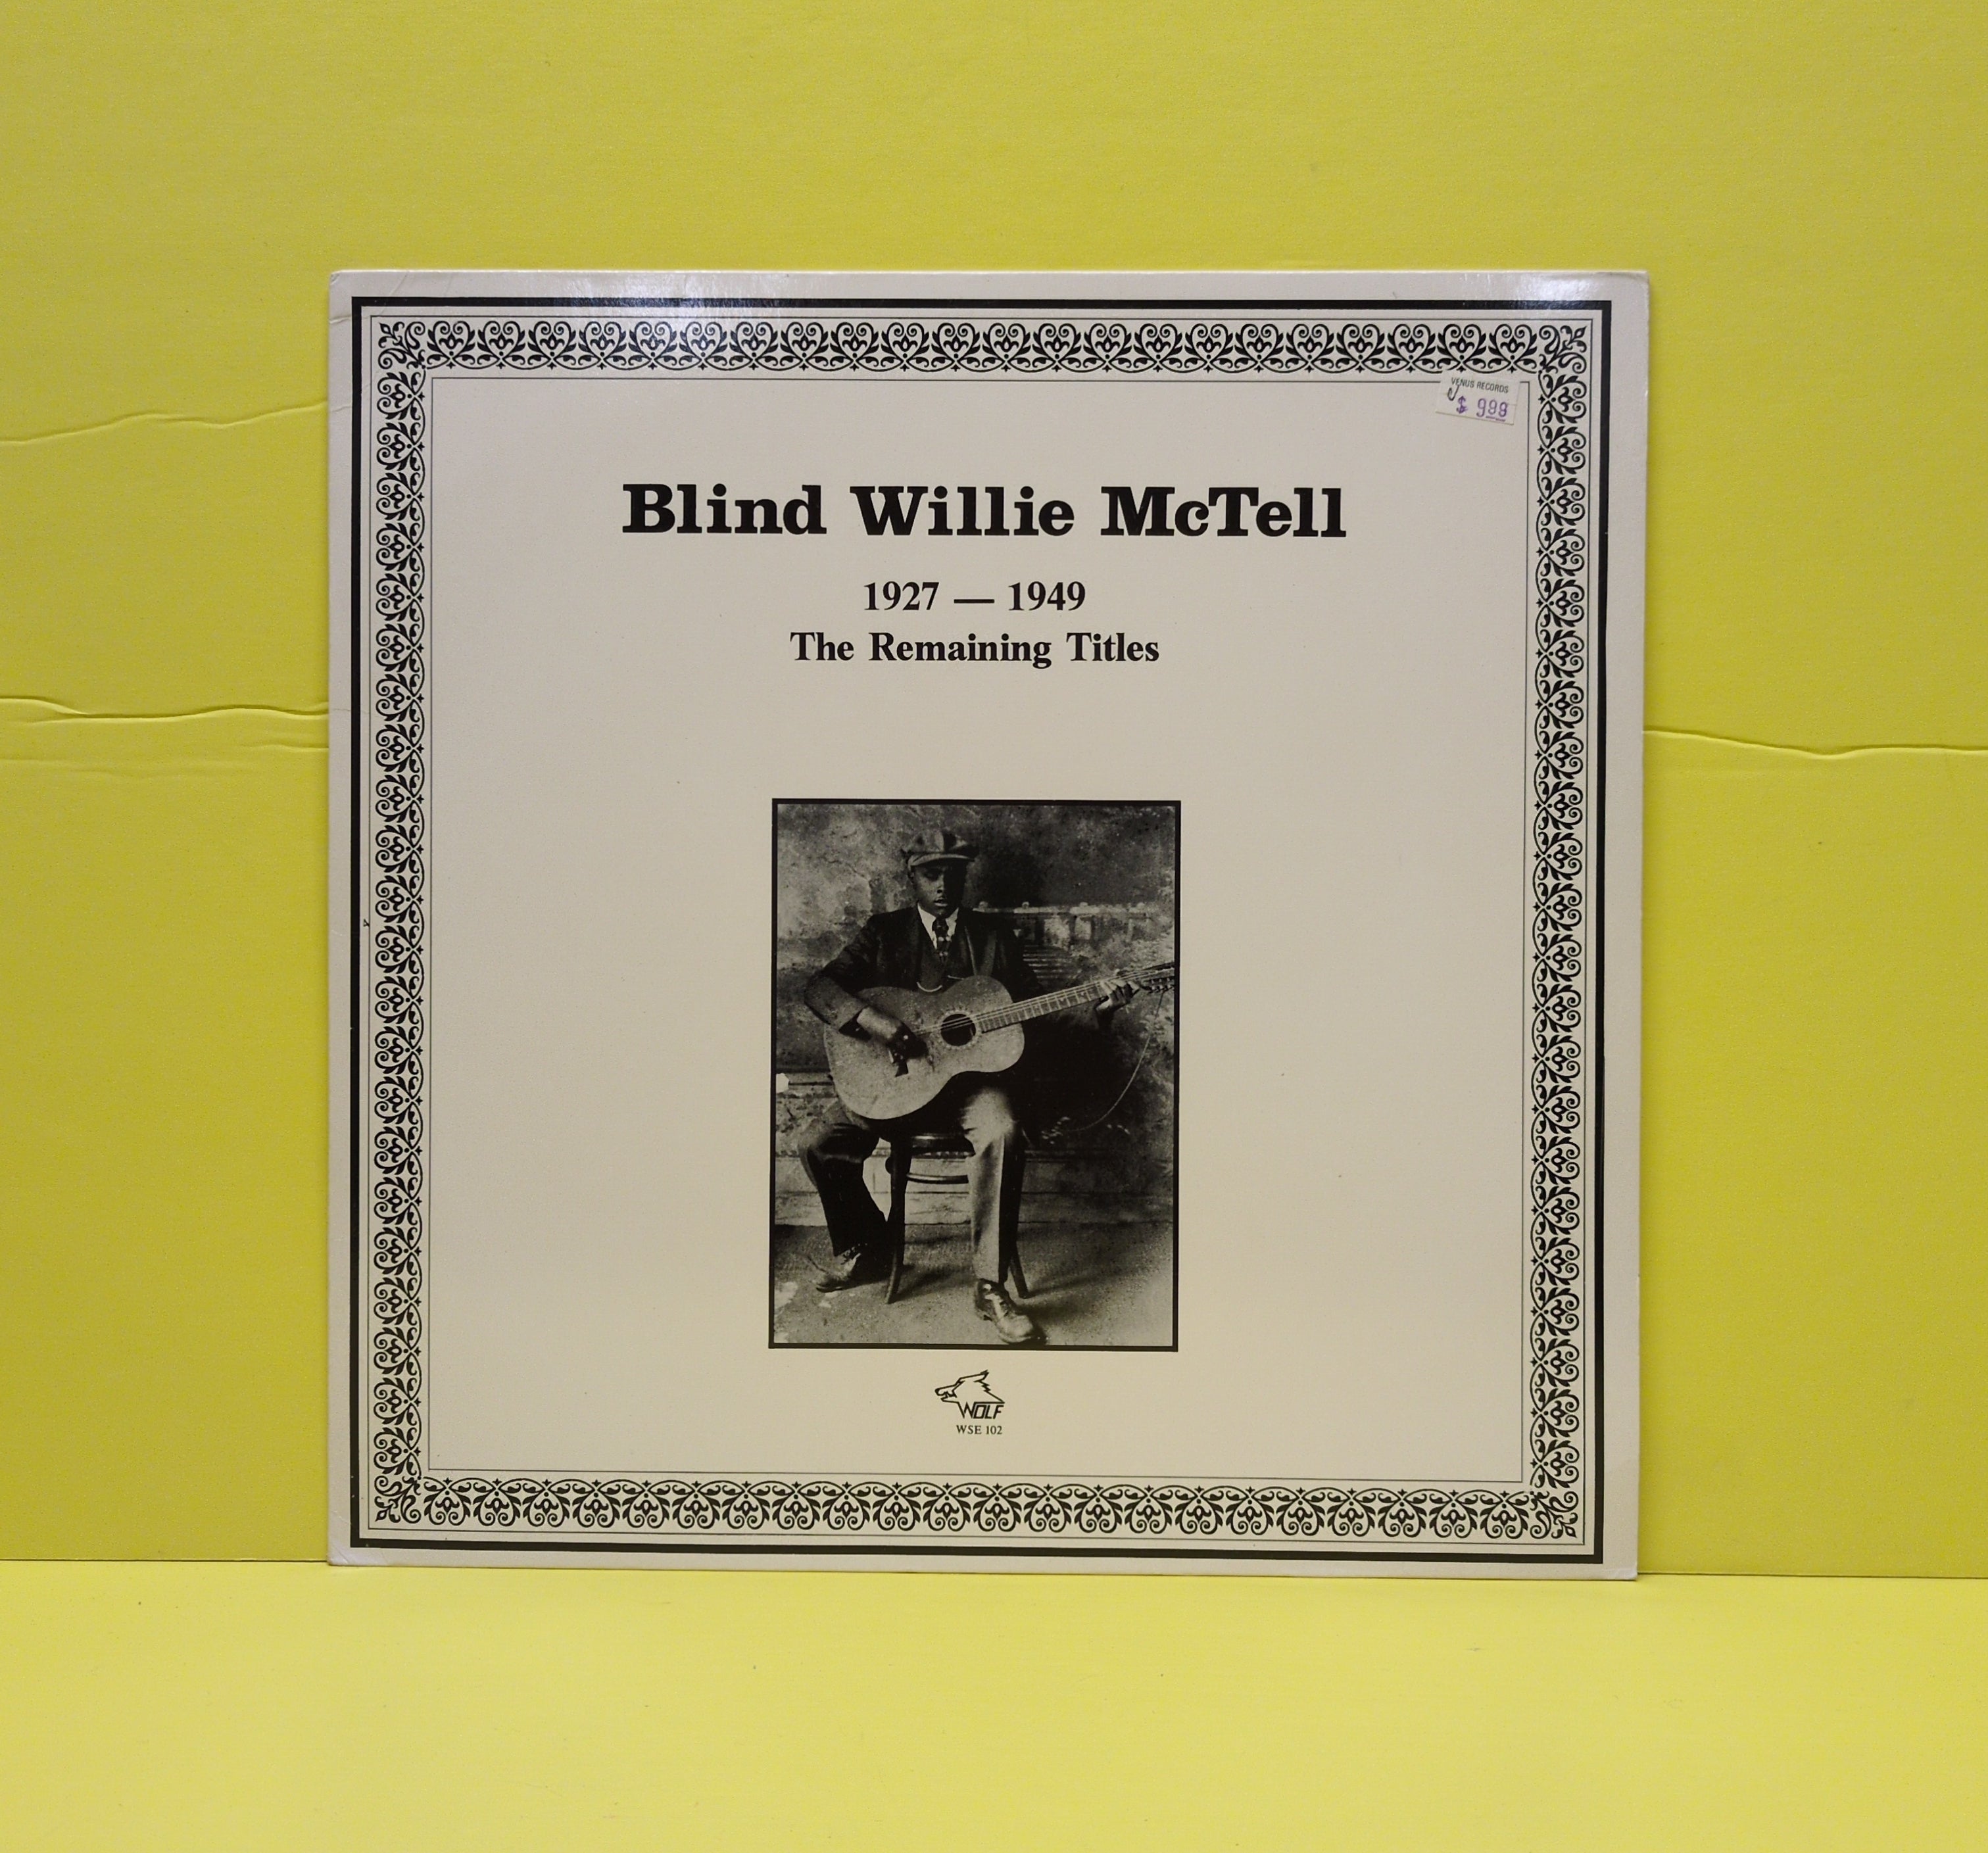 VENUS RECORDS
$ 999
Blind Willie McTell
1927 — 1949
The Remaining Titles
WOLF
WSE 102